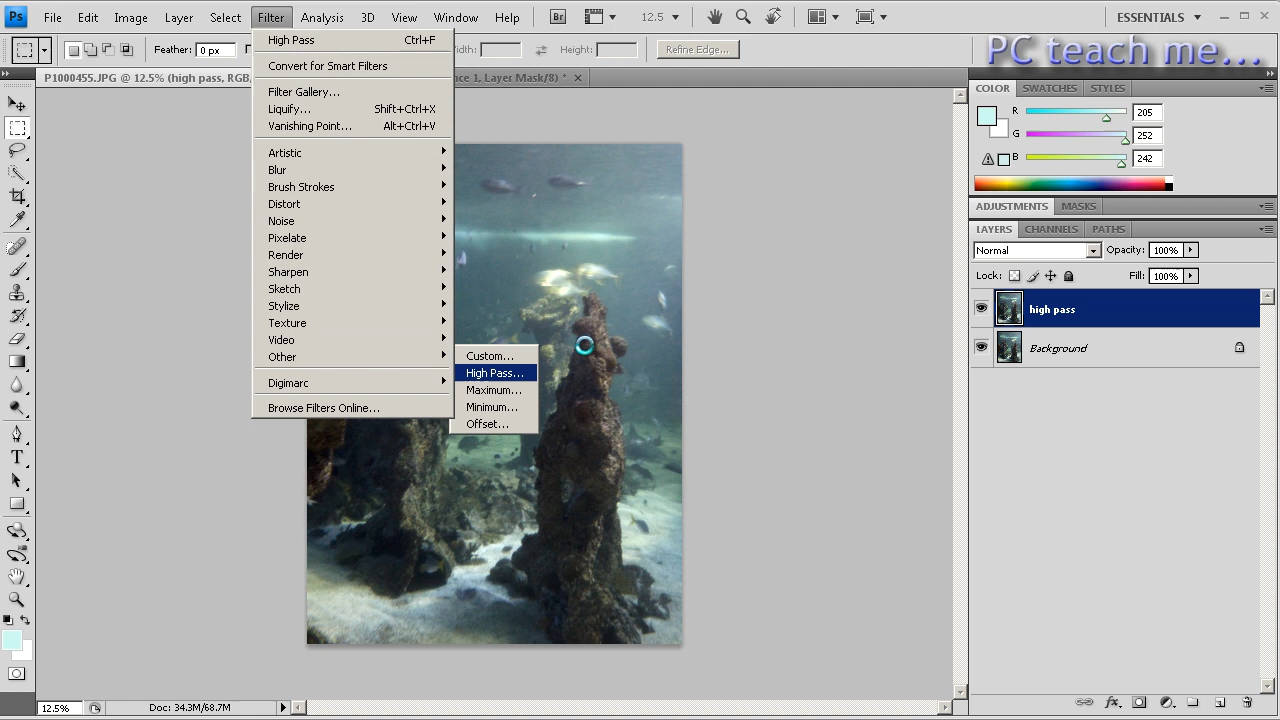 Ps File Edit Image Layer Select Filter Analysis 3D View Window Help Br 12.5 ESSENTIALS
Feather: 0 px Width: Height: Refine Edge...
PC teach me...
P1000455.JPG @ 12.5% (high pass, RGB/ nce 1, Layer Mask/8) *
High Pass Ctrl+F
Convert for Smart Filters
Filter Gallery...
Liquify... Shift+Ctrl+X
Vanishing Point... Alt+Ctrl+V
Artistic
Blur
Brush Strokes
Distort
Noise
Pixelate
Render
Sharpen
Sketch
Stylize
Texture
Video
Other
Digimarc
Browse Filters Online...
Custom...
High Pass...
Maximum...
Minimum...
Offset...
COLOR SWATCHES STYLES
R 205
G 252
B 242
ADJUSTMENTS MASKS
LAYERS CHANNELS PATHS
Normal Opacity: 100%
Lock: Fill: 100%
high pass
Background
fx
12.5% Doc: 34.3M/68.7M